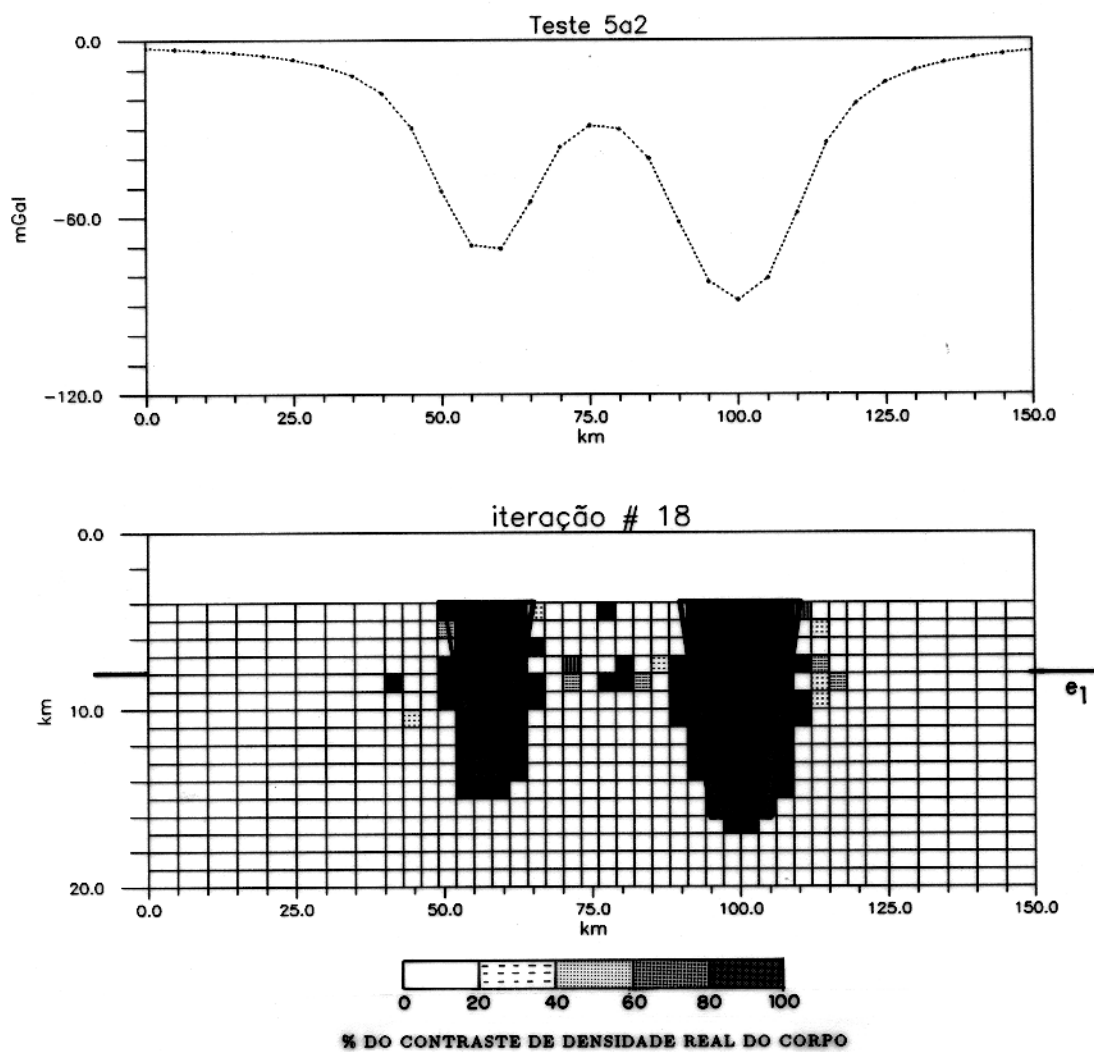 Teste 5a2
0.0
mGal
−60.0
−120.0
0.0 25.0 50.0 75.0 100.0 125.0 150.0
km
iteração # 18
0.0
km
10.0
e1
20.0
0.0 25.0 50.0 75.0 100.0 125.0 150.0
km
0 20 40 60 80 100
% DO CONTRASTE DE DENSIDADE REAL DO CORPO